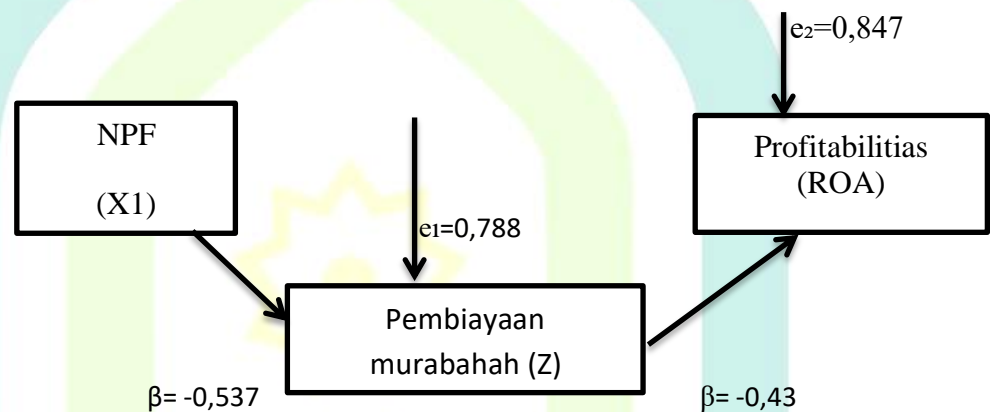 e₂=0,847
NPF
(X1)
Profitabilitias
(ROA)
e₁=0,788
Pembiayaan
murabahah (Z)
β= -0,537
β= -0,43